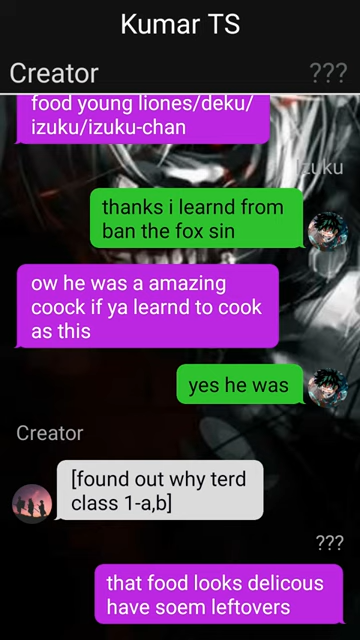 Kumar TS
Creator ???
food young liones/deku/
izuku/izuku-chan
Izuku
thanks i learnd from
ban the fox sin
ow he was a amazing
coock if ya learnd to cook
as this
yes he was
Creator
[found out why terd
class 1-a,b]
???
that food looks delicous
have soem leftovers